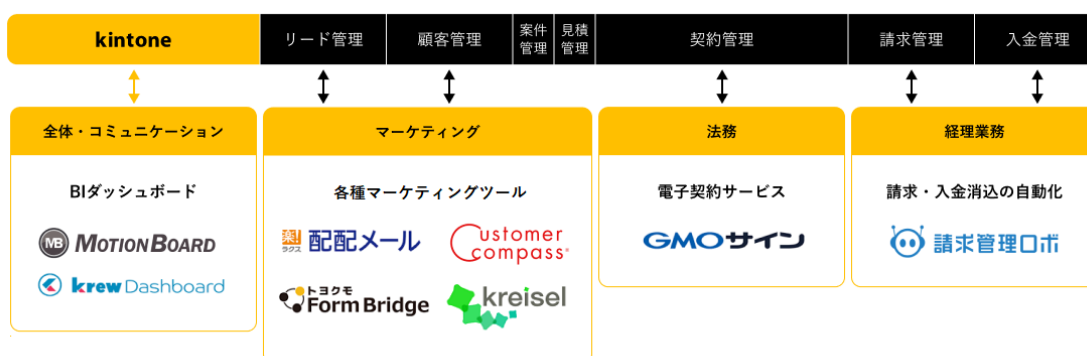 kintone
リード管理
顧客管理
案件
管理
見積
管理
契約管理
請求管理
入金管理
全体・コミュニケーション
マーケティング
法務
経理業務
BIダッシュボード
MB MOTIONBOARD
krewDashboard
各種マーケティングツール
楽! ラクス 配配メール
Customer
Compass
トヨクモ
FormBridge
kreisel
電子契約サービス
GMOサイン
請求・入金消込の自動化
請求管理ロボ